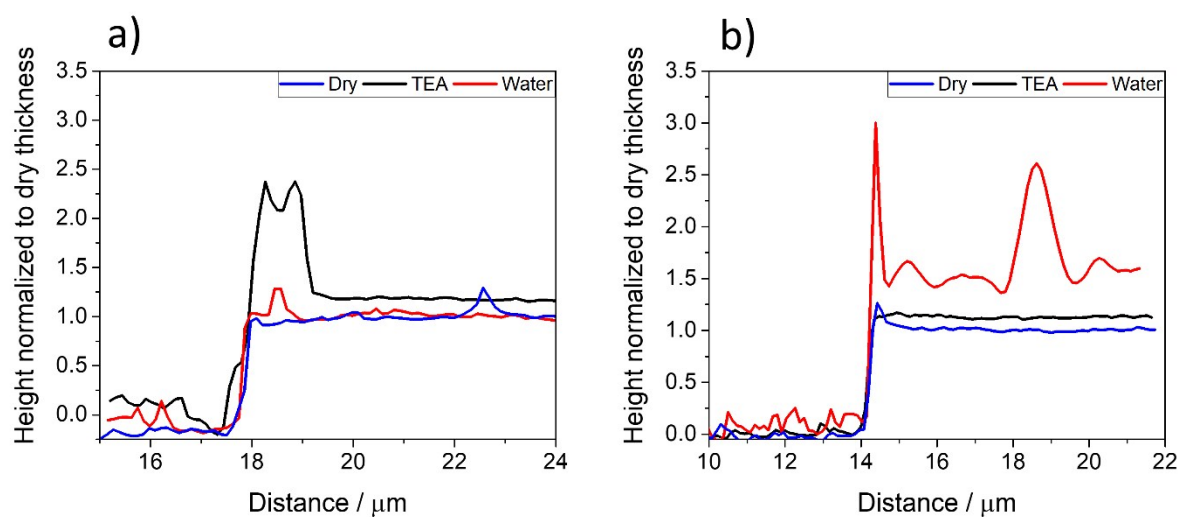 a)
Height normalized to dry thickness
3.5
3.0
2.5
2.0
1.5
1.0
0.5
0.0
Dry TEA Water
16 18 20 22 24
Distance / μm
b)
Height normalized to dry thickness
3.5
3.0
2.5
2.0
1.5
1.0
0.5
0.0
Dry TEA Water
10 12 14 16 18 20 22
Distance / μm